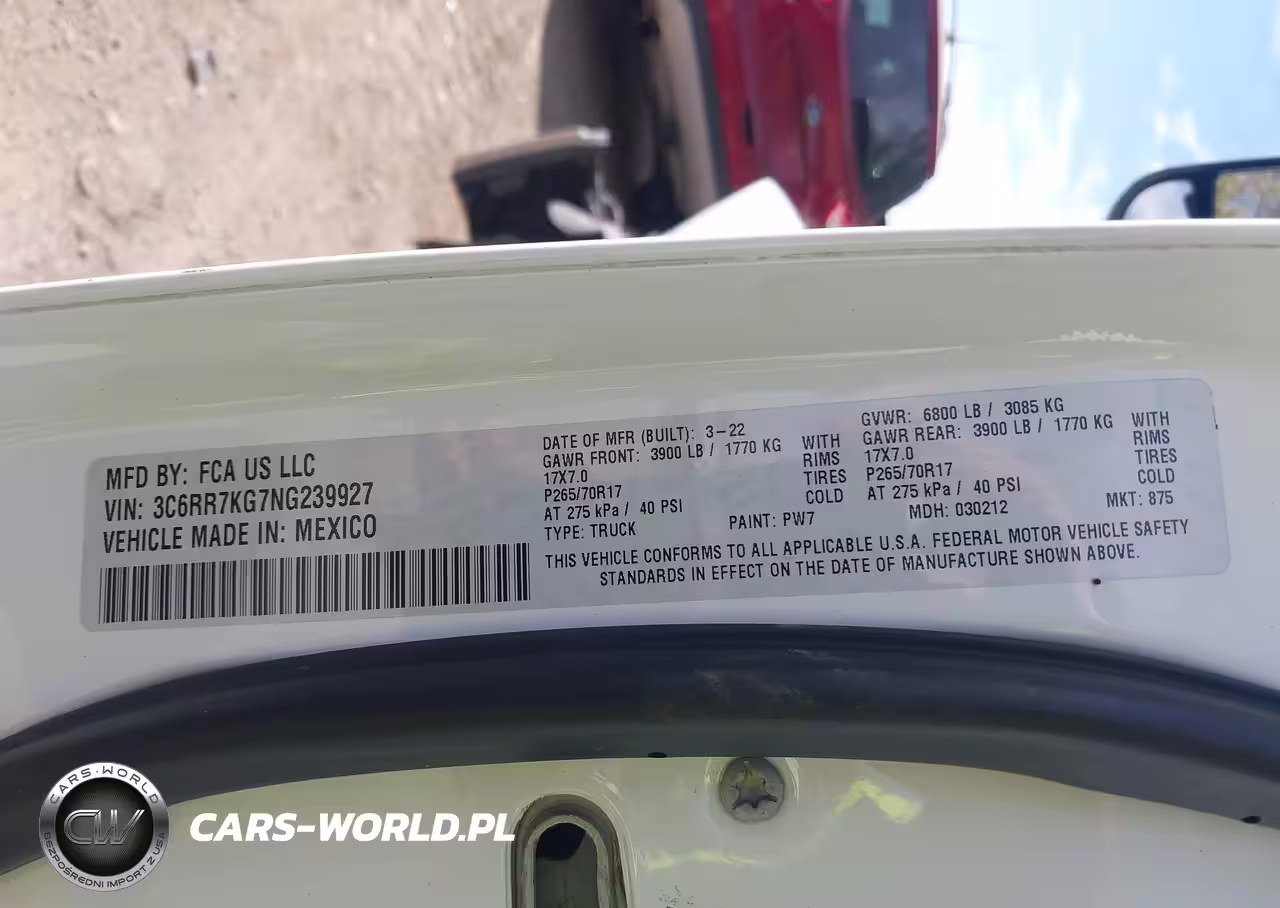 MFD BY: FCA US LLC
VIN: 3C6RR7KG7NG239927
VEHICLE MADE IN: MEXICO
DATE OF MFR (BUILT): 3-22
GAWR FRONT: 3900 LB / 1770 KG WITH
17X7.0 RIMS
P265/70R17 TIRES
AT 275 kPa / 40 PSI COLD
GVWR: 6800 LB / 3085 KG
GAWR REAR: 3900 LB / 1770 KG WITH
17X7.0 RIMS
P265/70R17 TIRES
AT 275 kPa / 40 PSI COLD
TYPE: TRUCK PAINT: PW7 MDH: 030212 MKT: 875
THIS VEHICLE CONFORMS TO ALL APPLICABLE U.S.A. FEDERAL MOTOR VEHICLE SAFETY
STANDARDS IN EFFECT ON THE DATE OF MANUFACTURE SHOWN ABOVE.
CARS-WORLD
CW
BEZPOŚREDNI IMPORT Z USA
CARS-WORLD.PL